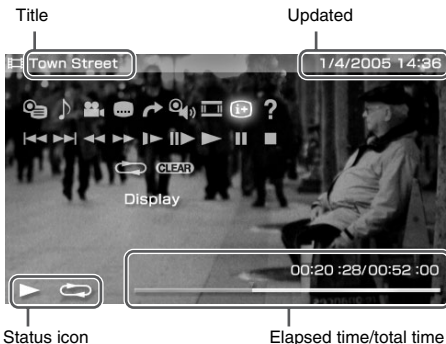 Title Updated
Town Street 1/4/2005 14:36
i+ ?
CLEAR
Display
00:20 :28/00:52 :00
Status icon Elapsed time/total time